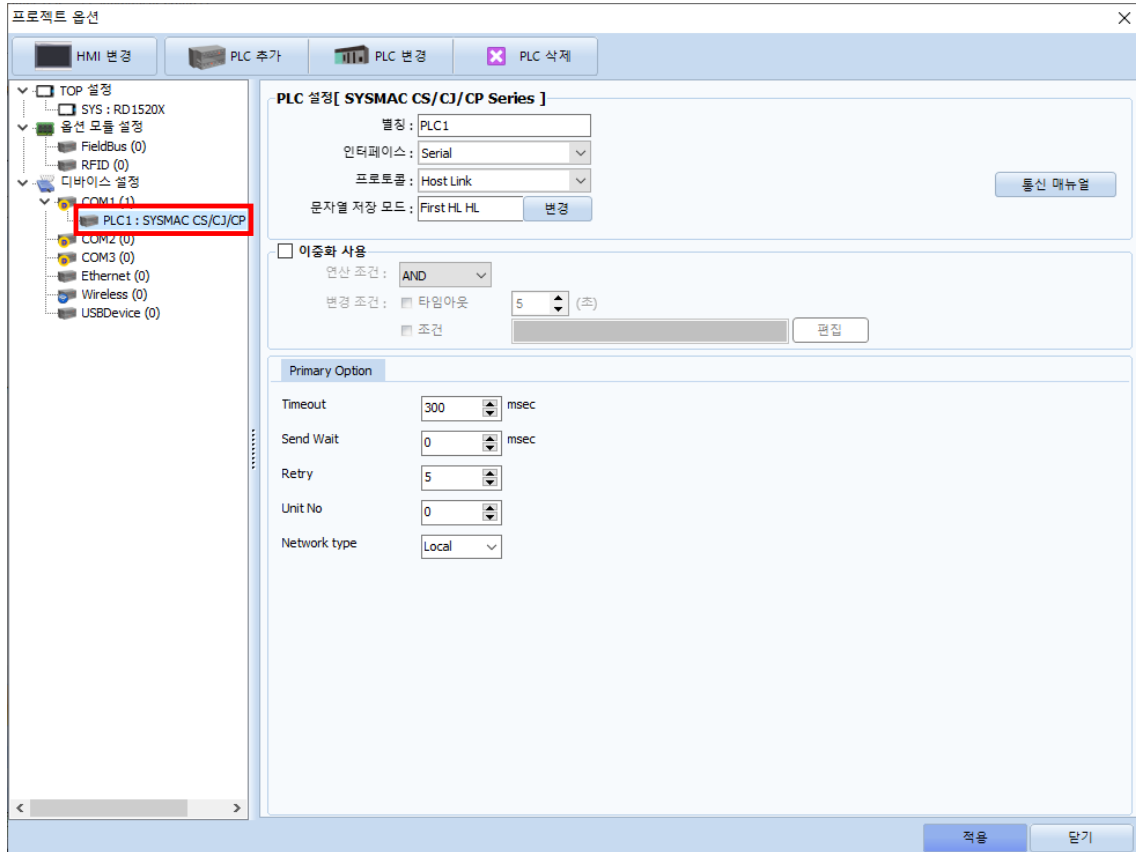 프로젝트 옵션
HMI 변경 PLC 추가 PLC 변경 PLC 삭제
TOP 설정
SYS : RD1520X
옵션 모듈 설정
FieldBus (0)
RFID (0)
디바이스 설정
COM1 (1)
PLC1 : SYSMAC CS/CJ/CP
COM2 (0)
COM3 (0)
Ethernet (0)
Wireless (0)
USBDevice (0)
PLC 설정[ SYSMAC CS/CJ/CP Series ]
별칭 : PLC1
인터페이스 : Serial
프로토콜 : Host Link
통신 매뉴얼
문자열 저장 모드 : First HL HL 변경
이중화 사용
연산 조건 : AND
변경 조건 : 타임아웃 5 (초)
조건 편집
Primary Option
Timeout 300 msec
Send Wait 0 msec
Retry 5
Unit No 0
Network type Local
적용 닫기